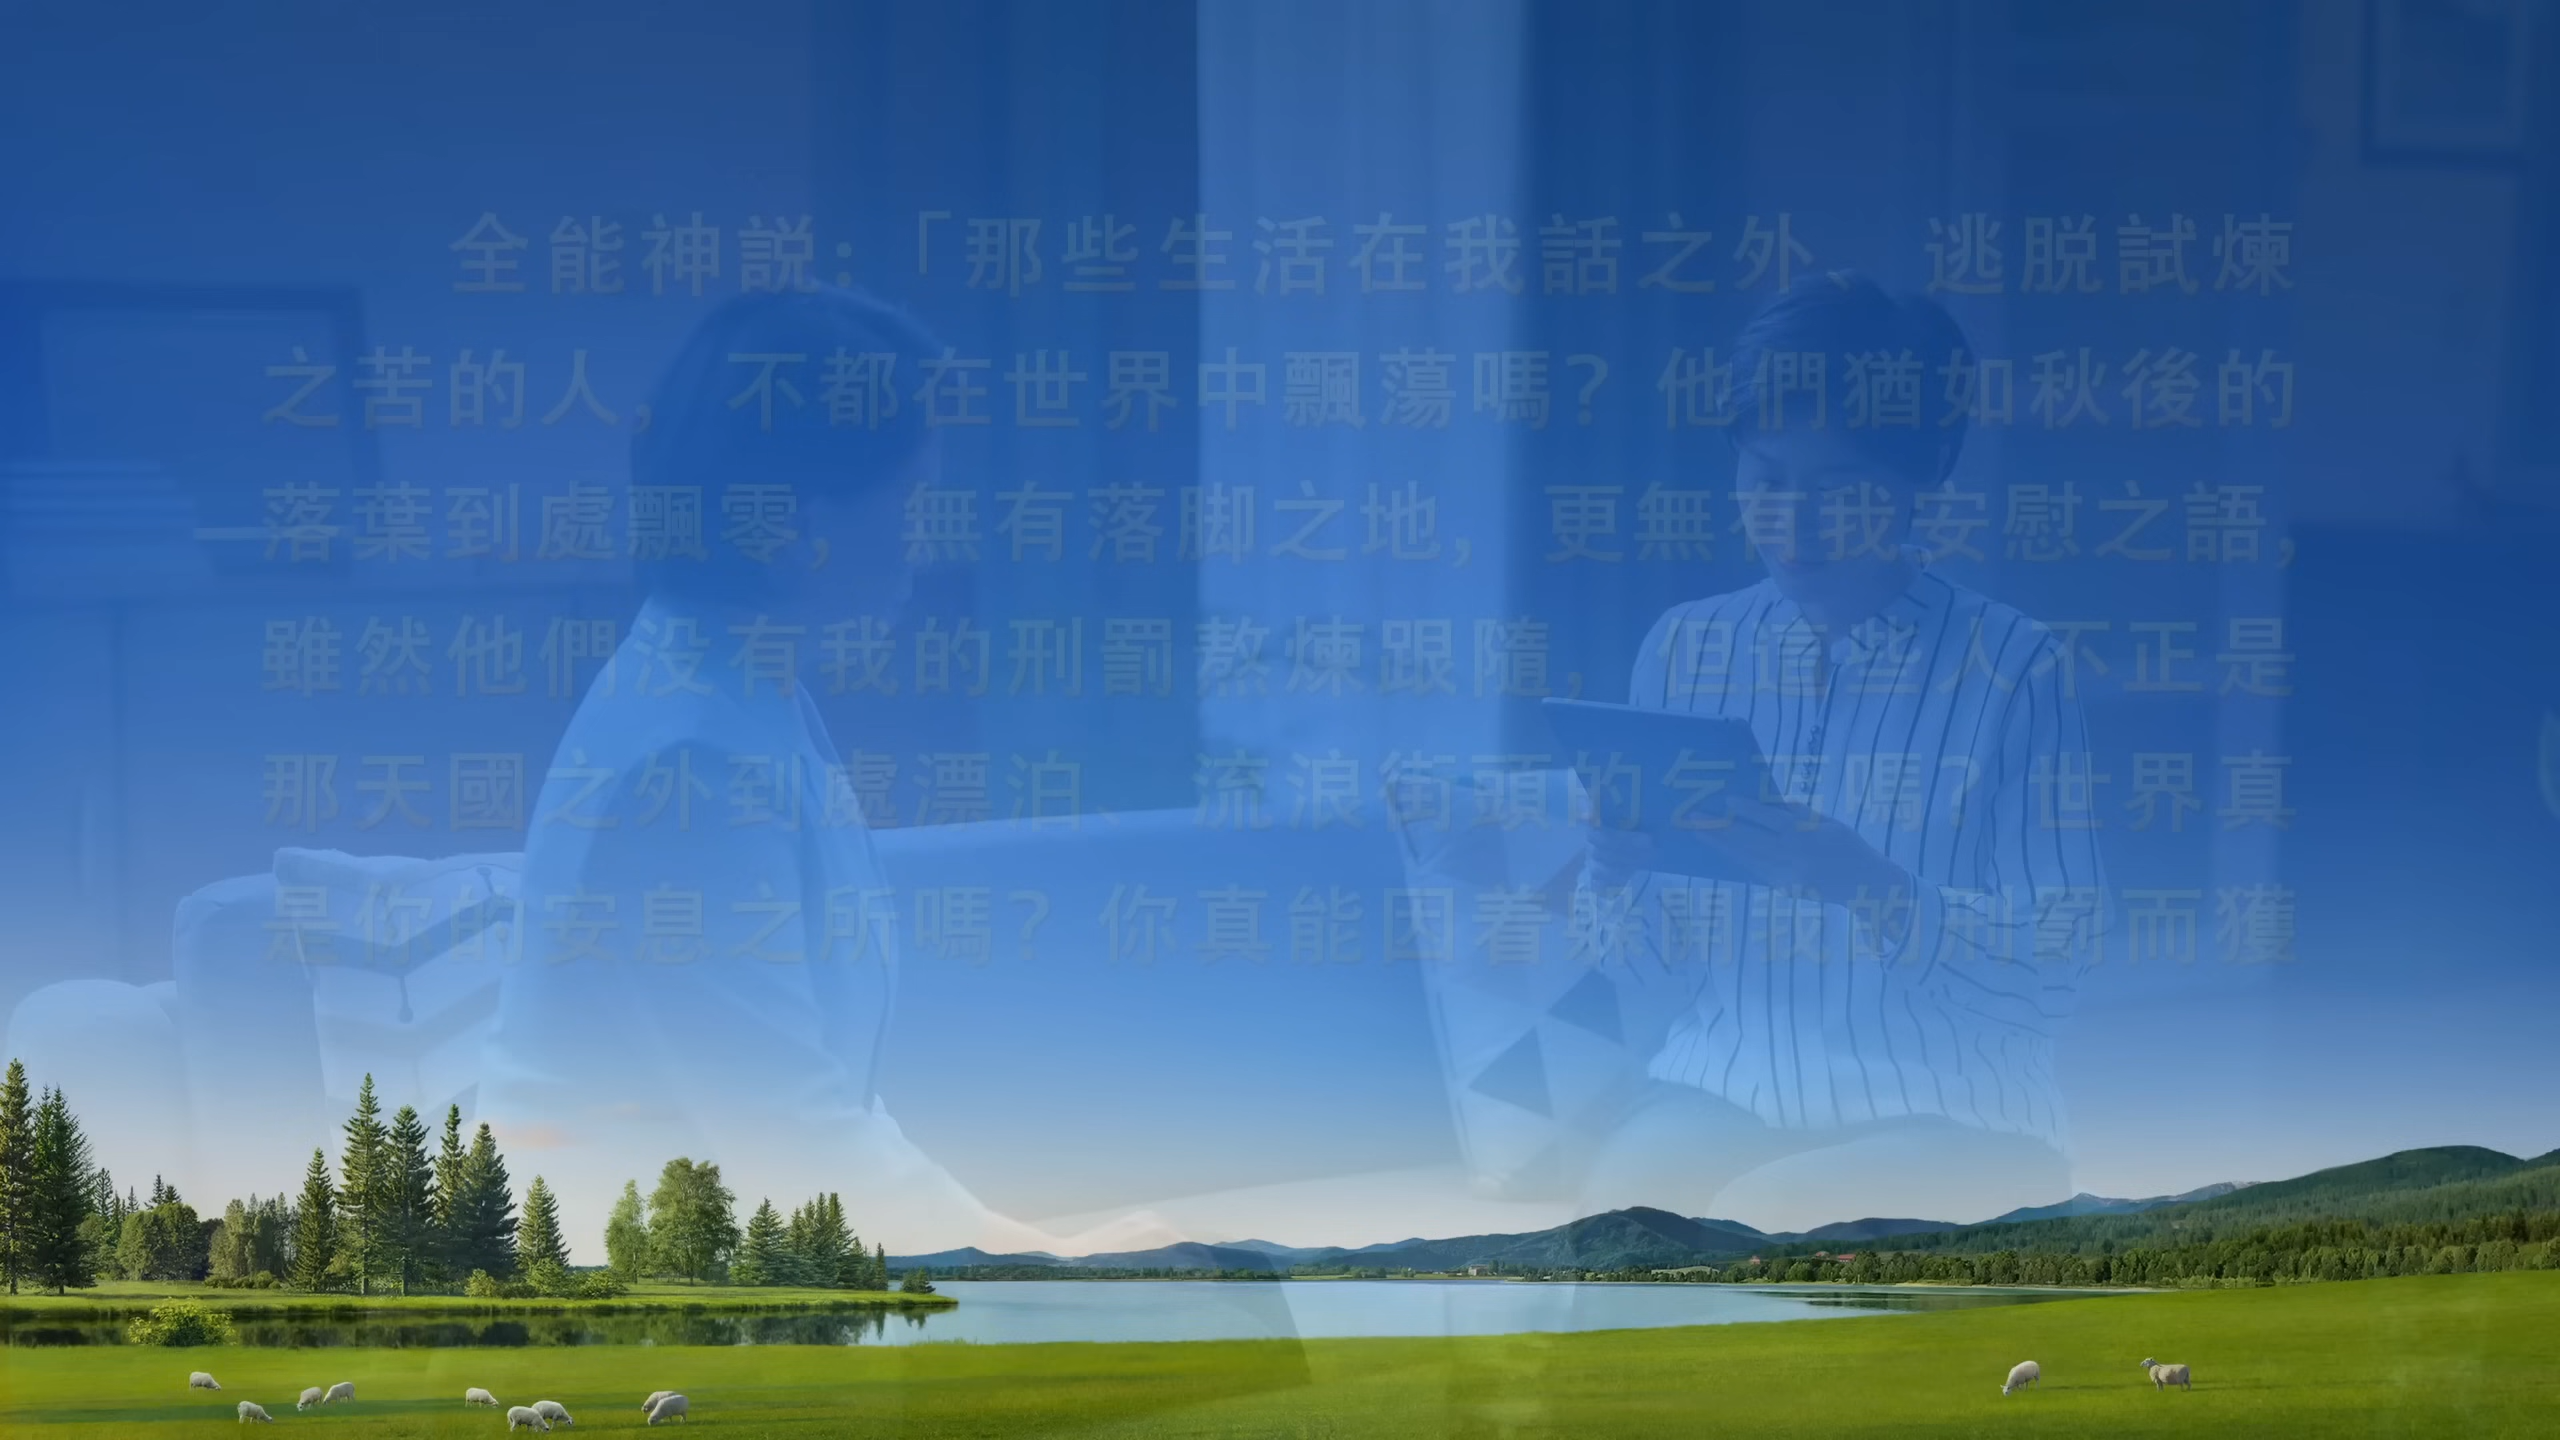 全能神説：「那些生活在我話之外、逃脱試煉
之苦的人，不都在世界中飄蕩嗎？他們猶如秋後的
落葉到處飄零，無有落脚之地，更無有我安慰之語，
雖然他們没有我的刑罰熬煉跟隨，但這些人不正是
那天國之外到處漂泊、流浪街頭的乞丐嗎？世界真
是你的安息之所嗎？你真能因着躲開我的刑罰而獲